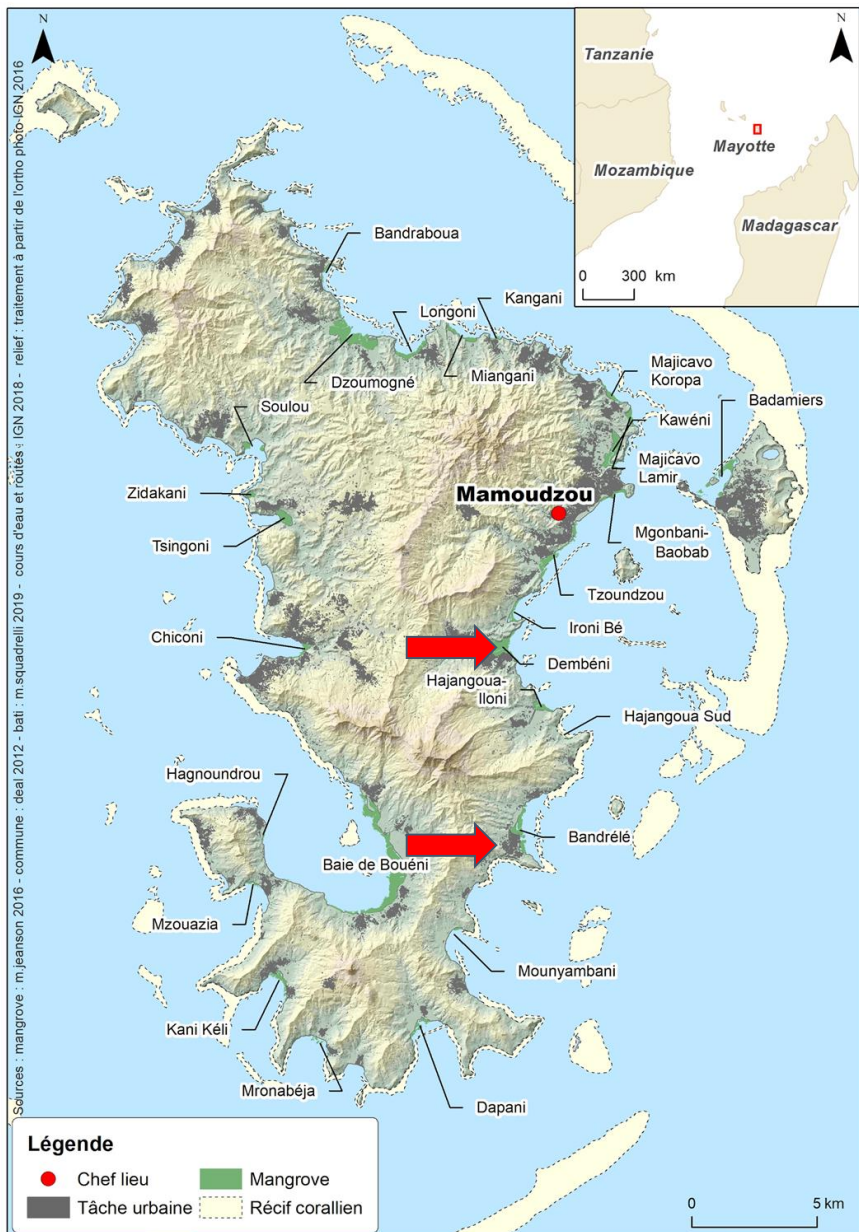 N
N
Tanzanie
Mayotte
Mozambique
Madagascar
0 300 km
Bandraboua
Kangani
Longoni
Miangani
Dzoumogné
Majicavo
Koropa
Badamiers
Soulou
Kawéni
Majicavo
Lamir
Zidakani
Mamoudzou
Tsingoni
Mgonbani-
Baobab
Tzoundzou
Ironi Bé
Chiconi
Dembéni
Hajangoua-
Iloni
Hajangoua Sud
Hagnoundrou
Bandrélé
Baie de Bouéni
Mzouazia
Mounyambani
Kani Kéli
Mronabéja
Dapani
Sources : mangrove : m.jeanson 2016 - commune : deal 2012 - bati : m.squadrelli 2019 - cours d'eau et routes : IGN 2018 - relief : traitement à partir de l'ortho photo-IGN 2016
Légende
Chef lieu
Mangrove
Tâche urbaine
Récif corallien
0 5 km